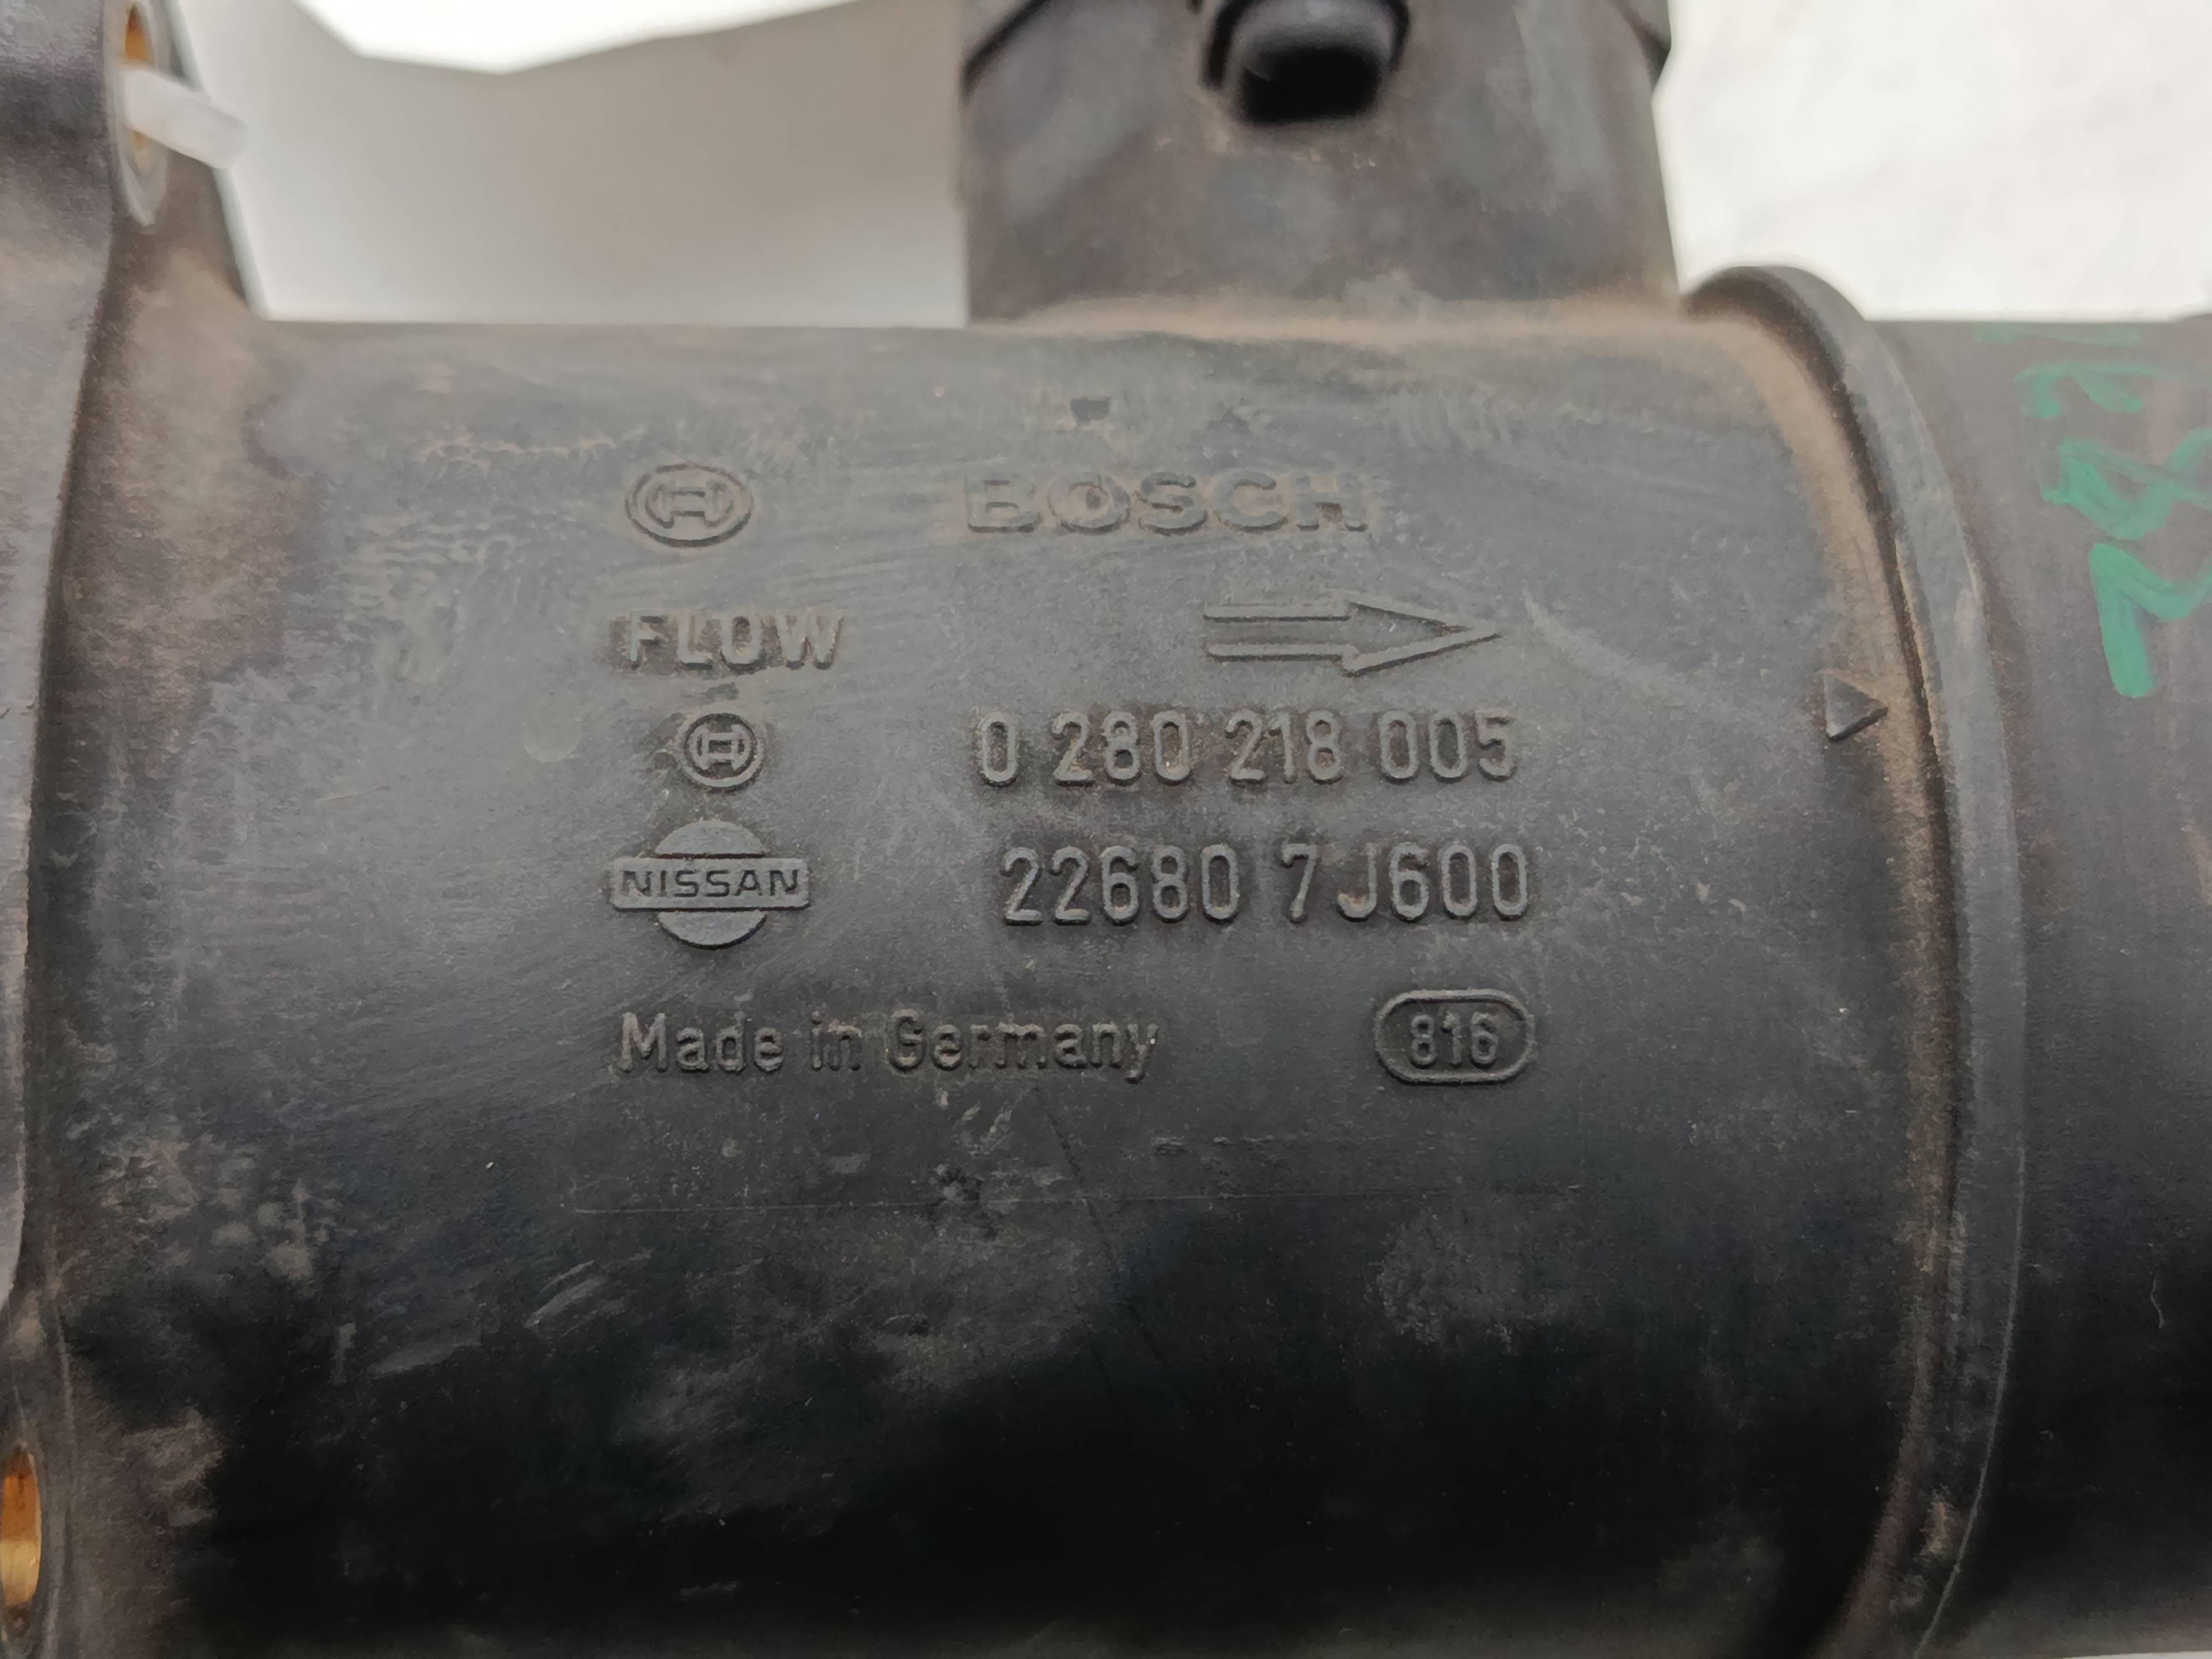 BOSCH
FLOW
0 280 218 005
NISSAN 22680 7J600
Made in Germany 816